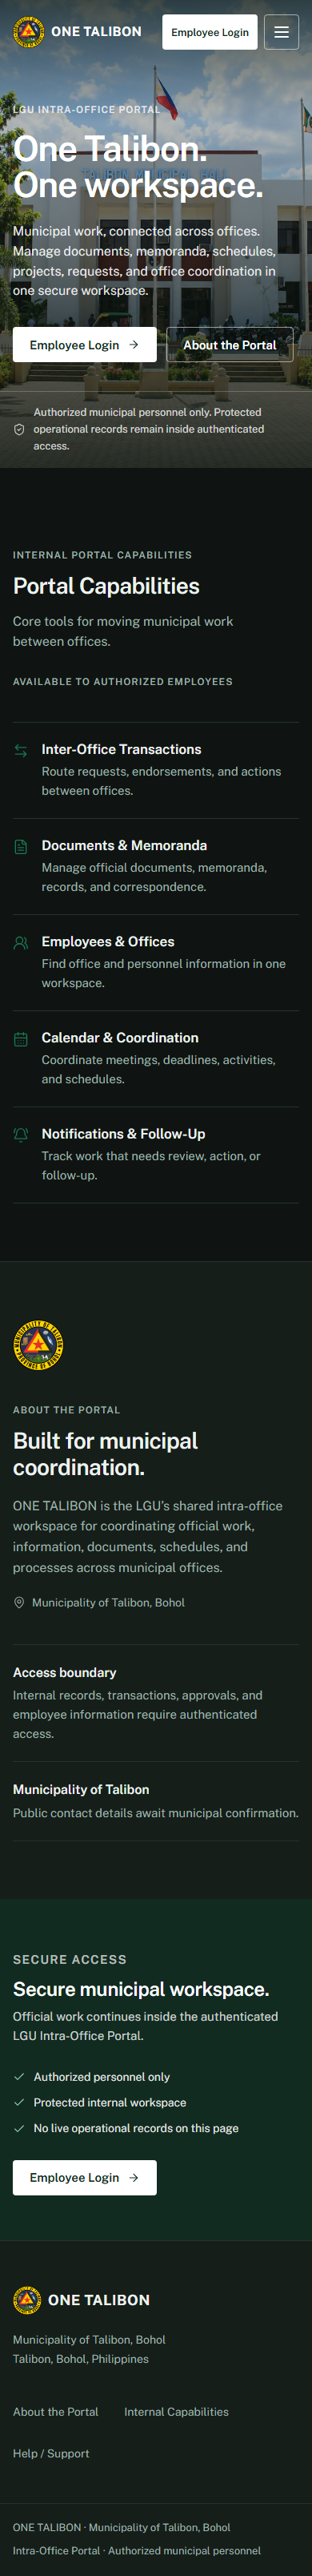 ONE TALIBON
Employee Login
LGU INTRA-OFFICE PORTAL
One Talibon.
One workspace.
TALIBON MUNICIPAL HALL
Municipal work, connected across offices.
Manage documents, memoranda, schedules,
projects, requests, and office coordination in
one secure workspace.
Employee Login
About the Portal
Authorized municipal personnel only. Protected
operational records remain inside authenticated
access.
INTERNAL PORTAL CAPABILITIES
Portal Capabilities
Core tools for moving municipal work
between offices.
AVAILABLE TO AUTHORIZED EMPLOYEES
Inter-Office Transactions
Route requests, endorsements, and actions
between offices.
Documents & Memoranda
Manage official documents, memoranda,
records, and correspondence.
Employees & Offices
Find office and personnel information in one
workspace.
Calendar & Coordination
Coordinate meetings, deadlines, activities,
and schedules.
Notifications & Follow-Up
Track work that needs review, action, or
follow-up.
MUNICIPALITY OF TALIBON
PROVINCE OF BOHOL
ABOUT THE PORTAL
Built for municipal
coordination.
ONE TALIBON is the LGU's shared intra-office
workspace for coordinating official work,
information, documents, schedules, and
processes across municipal offices.
Municipality of Talibon, Bohol
Access boundary
Internal records, transactions, approvals, and
employee information require authenticated
access.
Municipality of Talibon
Public contact details await municipal confirmation.
SECURE ACCESS
Secure municipal workspace.
Official work continues inside the authenticated
LGU Intra-Office Portal.
Authorized personnel only
Protected internal workspace
No live operational records on this page
Employee Login
ONE TALIBON
Municipality of Talibon, Bohol
Talibon, Bohol, Philippines
About the Portal
Internal Capabilities
Help / Support
ONE TALIBON · Municipality of Talibon, Bohol
Intra-Office Portal · Authorized municipal personnel